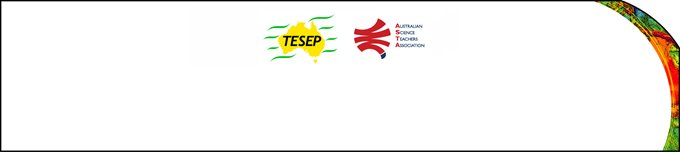 TESEP
AUSTRALIAN
SCIENCE
TEACHERS
ASSOCIATION